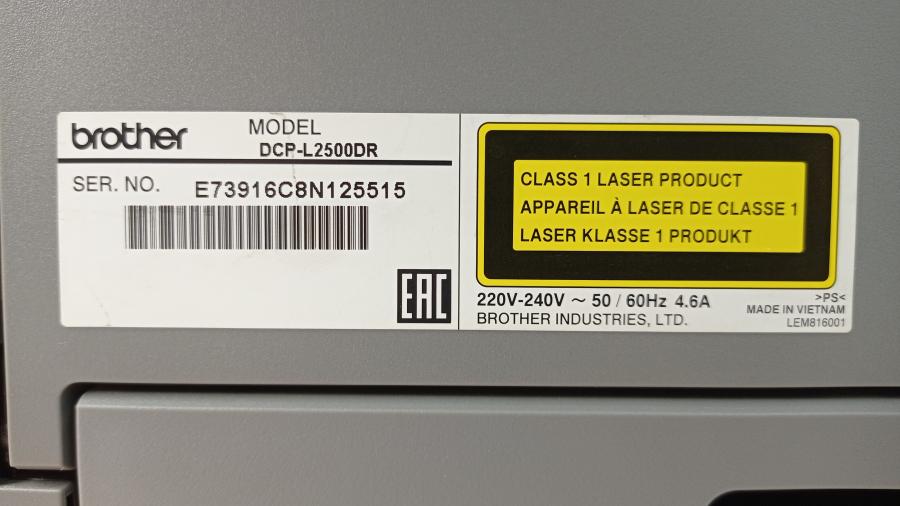 brother
MODEL
DCP-L2500DR
SER. NO. E73916C8N125515
EAC
CLASS 1 LASER PRODUCT
APPAREIL À LASER DE CLASSE 1
LASER KLASSE 1 PRODUKT
220V-240V ~ 50 / 60Hz 4.6A
BROTHER INDUSTRIES, LTD.
>PS<
MADE IN VIETNAM
LEM816001